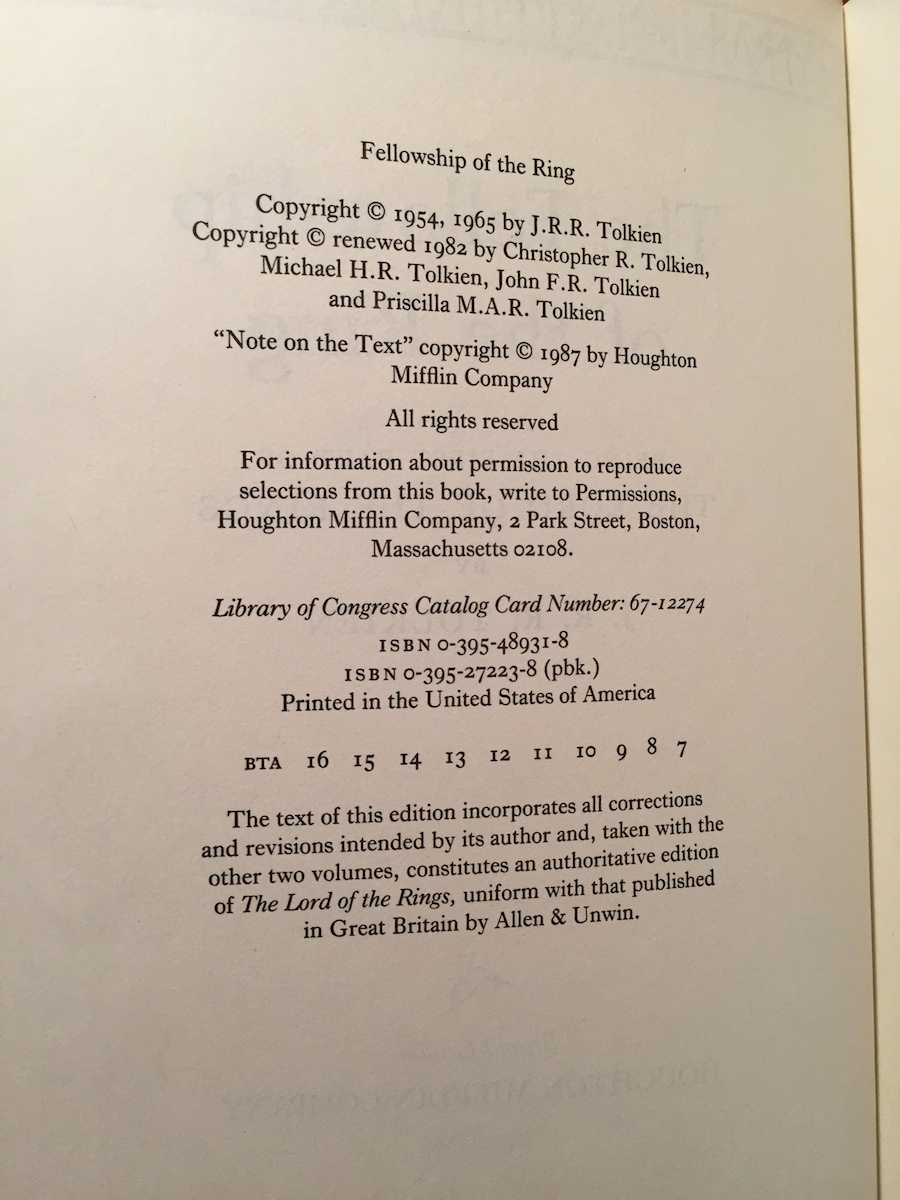 Fellowship of the Ring
Copyright © 1954, 1965 by J.R.R. Tolkien
Copyright © renewed 1982 by Christopher R. Tolkien,
Michael H.R. Tolkien, John F.R. Tolkien
and Priscilla M.A.R. Tolkien
“Note on the Text” copyright © 1987 by Houghton
Mifflin Company
All rights reserved
For information about permission to reproduce
selections from this book, write to Permissions,
Houghton Mifflin Company, 2 Park Street, Boston,
Massachusetts 02108.
Library of Congress Catalog Card Number: 67-12274
ISBN 0-395-48931-8
ISBN 0-395-27223-8 (pbk.)
Printed in the United States of America
BTA 16 15 14 13 12 11 10 9 8 7
The text of this edition incorporates all corrections
and revisions intended by its author and, taken with the
other two volumes, constitutes an authoritative edition
of The Lord of the Rings, uniform with that published
in Great Britain by Allen & Unwin.